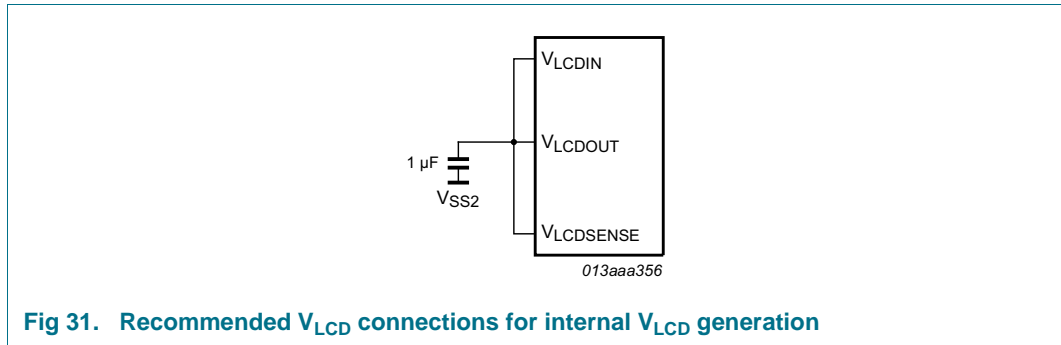 VLCDIN
VLCDOUT
1 µF
VSS2
VLCDSENSE
013aaa356
Fig 31. Recommended VLCD connections for internal VLCD generation